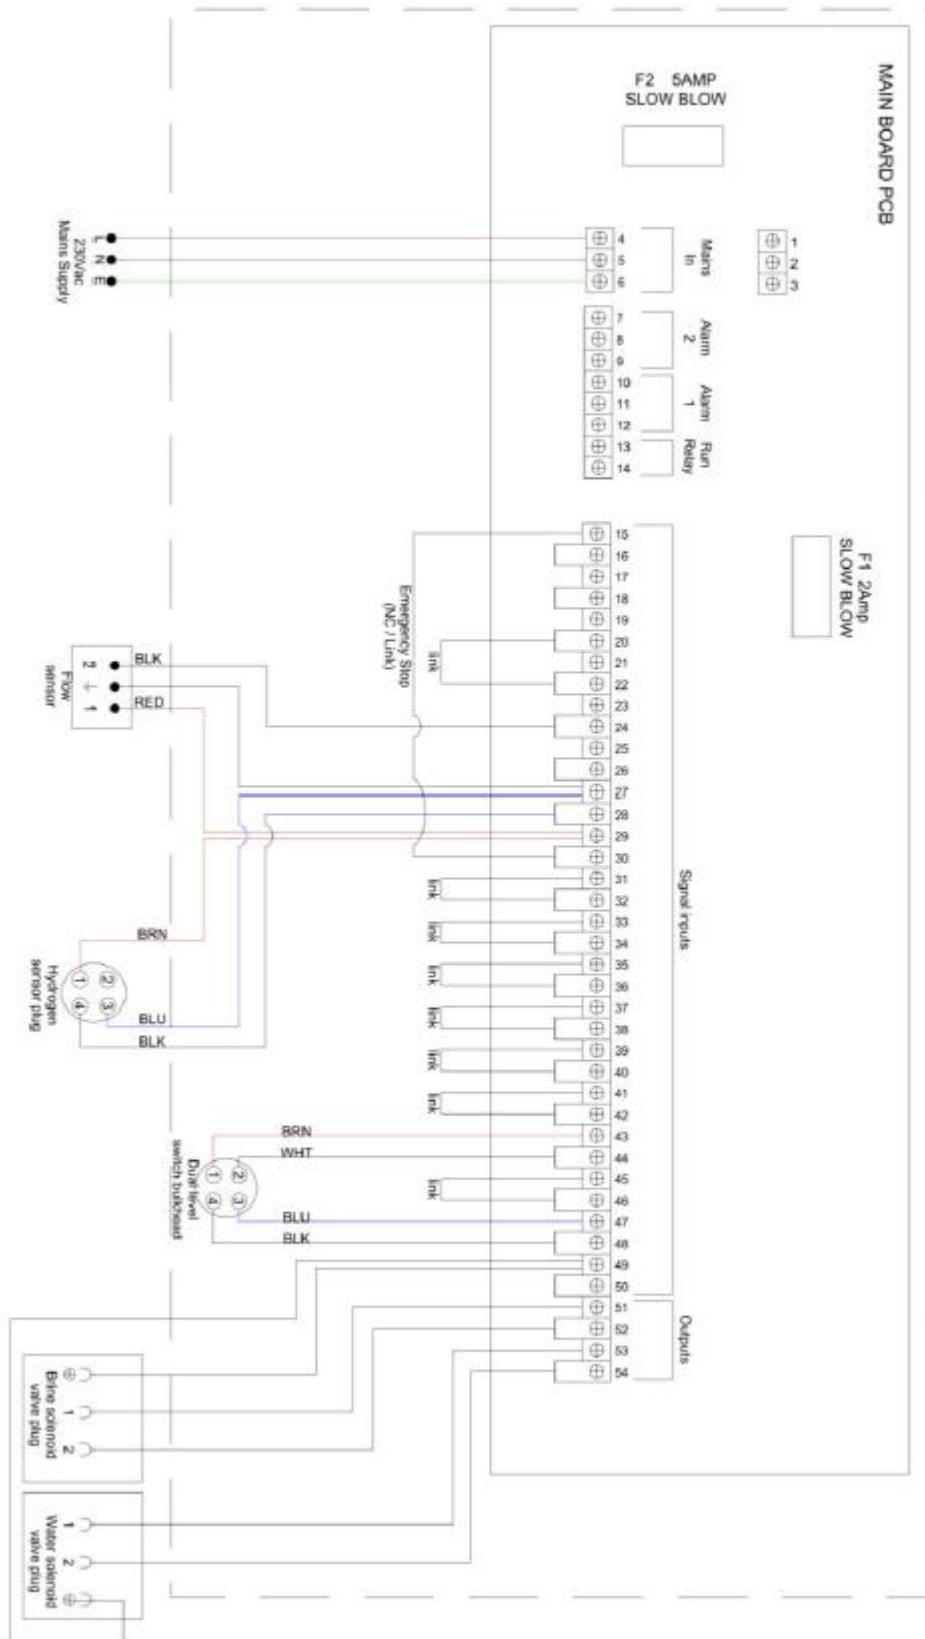 MAIN BOARD PCB
F2 5AMP
SLOW BLOW
F1 2Amp
SLOW BLOW
1
2
3
Mains
In
4
5
6
L
N
E
230Vac
Mains Supply
Alarm
2
7
8
9
Alarm
1
10
11
12
Run
Relay
13
14
Signal inputs
15
16
17
18
19
20
21
22
23
24
25
26
27
28
29
30
31
32
33
34
35
36
37
38
39
40
41
42
43
44
45
46
47
48
49
50
Outputs
51
52
53
54
Emergency Stop
(NC / Link)
link
link
link
link
link
link
link
link
BLK
RED
2
1
Flow
sensor
BRN
BLU
BLK
1
2
3
4
Hydrogen
sensor plug
BRN
WHT
BLU
BLK
1
2
3
4
Dual level
switch bulkhead
1
2
Brine solenoid
valve plug
1
2
Water solenoid
valve plug